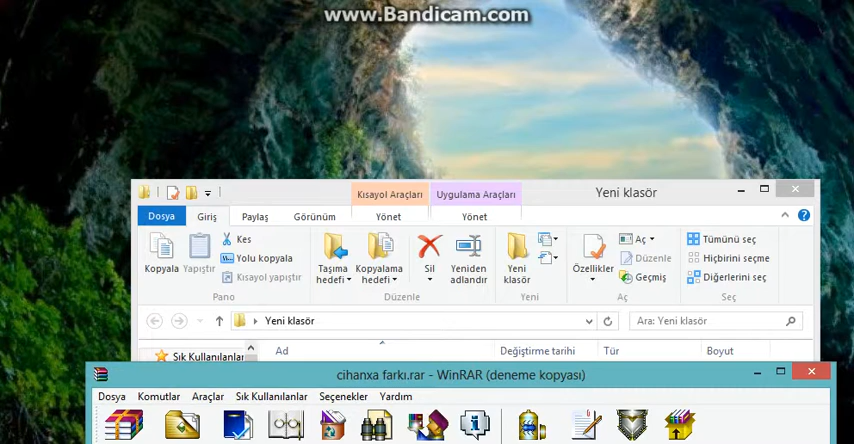 www.Bandicam.com
Kısayol Araçları Uygulama Araçları Yeni klasör
Dosya Giriş Paylaş Görünüm Yönet Yönet
Kopyala Yapıştır Kes
Yolu kopyala
Kısayol yapıştır
Pano
Taşıma hedefi Kopyalama hedefi Sil Yeniden adlandır
Düzenle
Yeni klasör
Yeni
Özellikler Aç
Düzenle
Geçmiş
Aç
Tümünü seç
Hiçbirini seçme
Diğerlerini seç
Seç
Yeni klasör Ara: Yeni klasör
Sık Kullanılanlar Ad Değiştirme tarihi Tür Boyut
cihanxa farkı.rar - WinRAR (deneme kopyası)
Dosya Komutlar Araçlar Sık Kullanılanlar Seçenekler Yardım